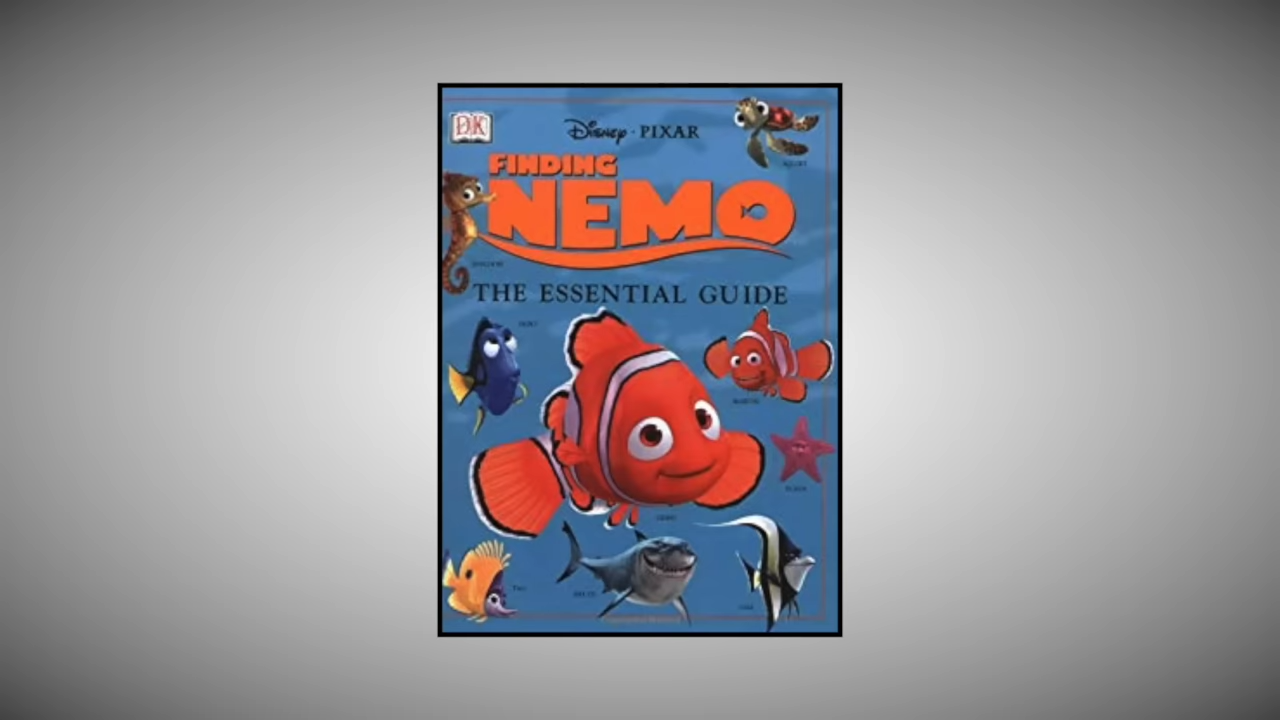 DK
Disney · PIXAR
FINDING
NEMO
THE ESSENTIAL GUIDE